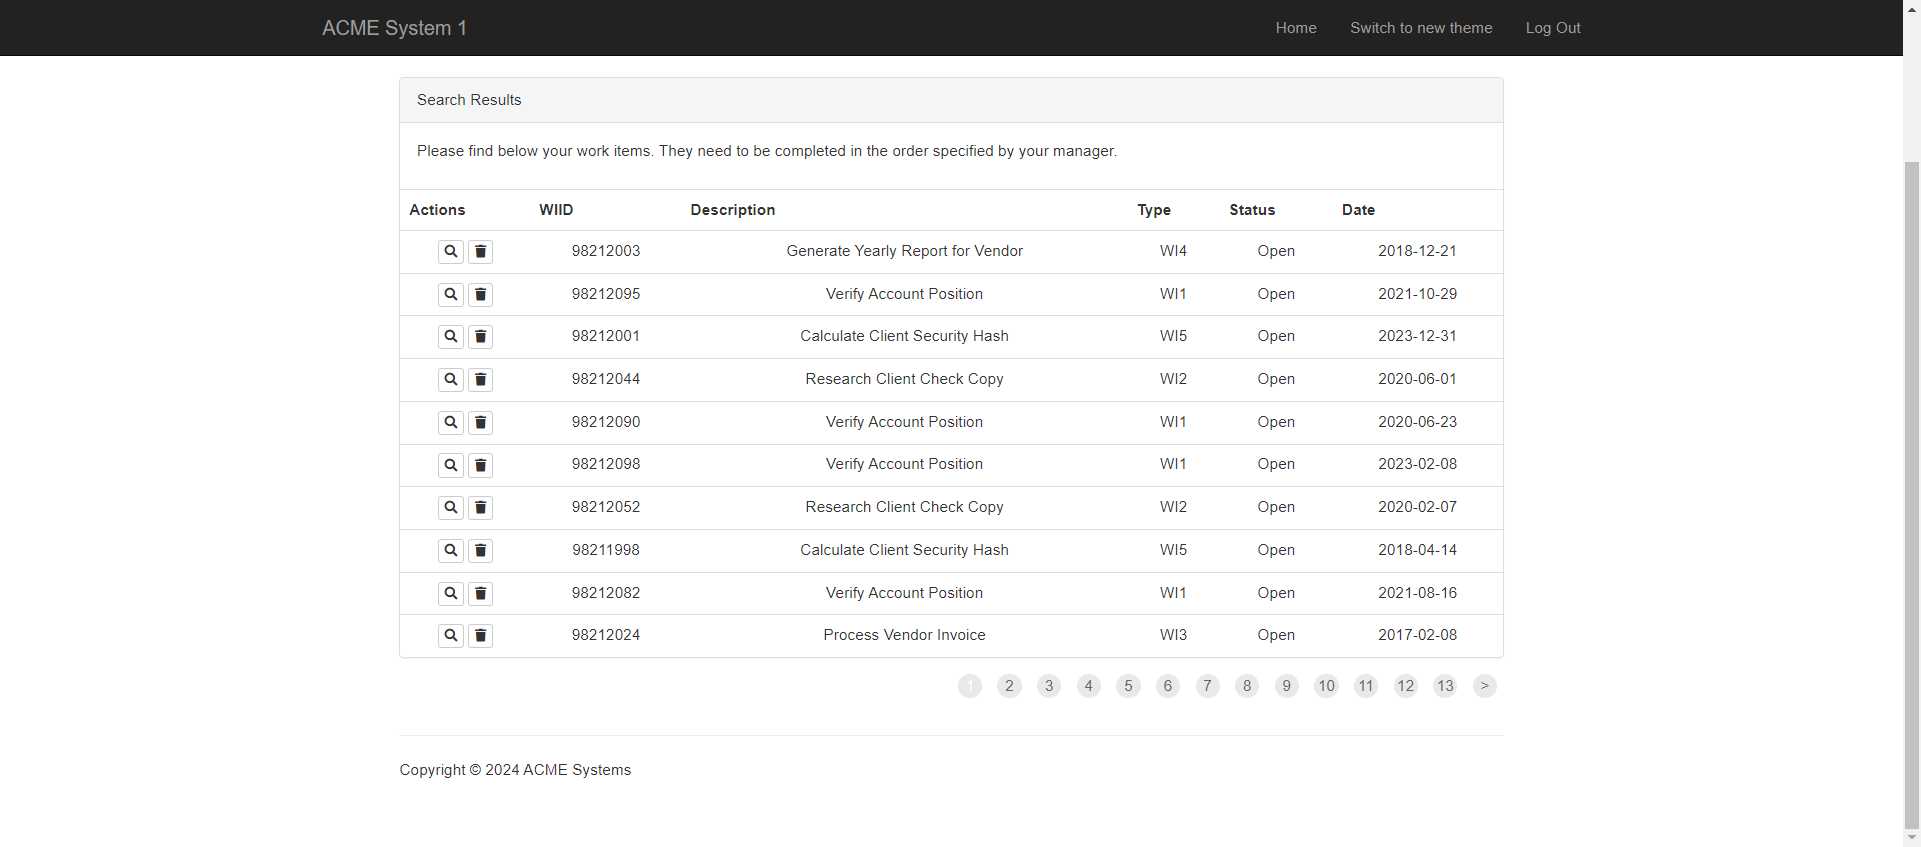 ACME System 1 Home Switch to new theme Log Out
Search Results
Please find below your work items. They need to be completed in the order specified by your manager.
Actions WIID Description Type Status Date
98212003 Generate Yearly Report for Vendor WI4 Open 2018-12-21
98212095 Verify Account Position WI1 Open 2021-10-29
98212001 Calculate Client Security Hash WI5 Open 2023-12-31
98212044 Research Client Check Copy WI2 Open 2020-06-01
98212090 Verify Account Position WI1 Open 2020-06-23
98212098 Verify Account Position WI1 Open 2023-02-08
98212052 Research Client Check Copy WI2 Open 2020-02-07
98211998 Calculate Client Security Hash WI5 Open 2018-04-14
98212082 Verify Account Position WI1 Open 2021-08-16
98212024 Process Vendor Invoice WI3 Open 2017-02-08
1 2 3 4 5 6 7 8 9 10 11 12 13 >
Copyright © 2024 ACME Systems